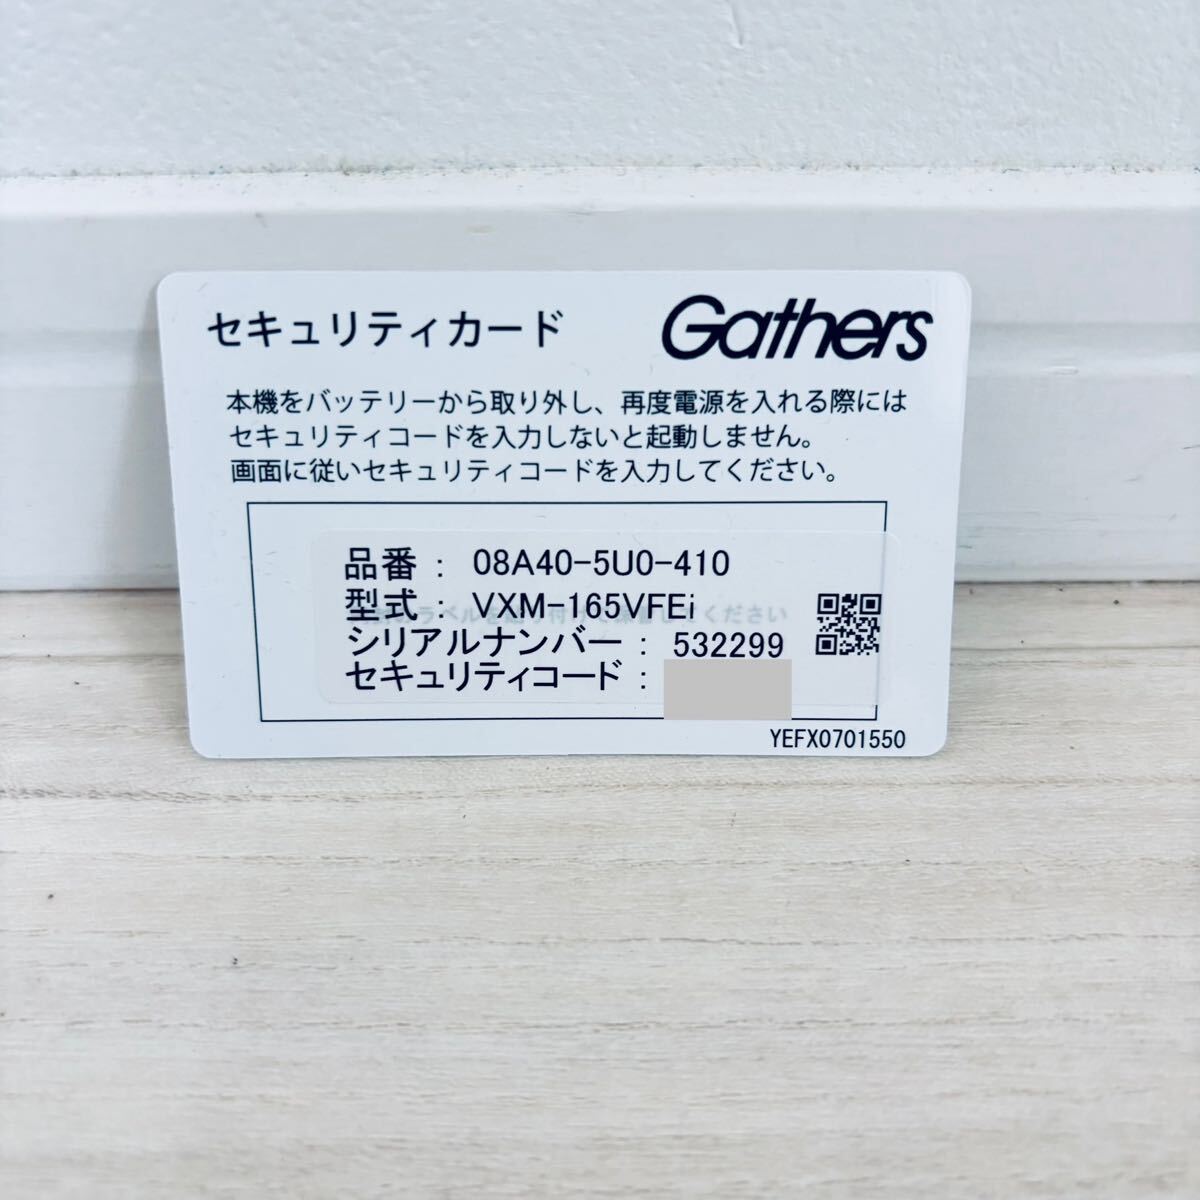 セキュリティカード
Gathers
本機をバッテリーから取り外し、再度電源を入れる際には
セキュリティコードを入力しないと起動しません。
画面に従いセキュリティコードを入力してください。
品番 : 08A40-5U0-410
型式 : VXM-165VFEi
シリアルナンバー : 532299
セキュリティコード :
YEFX0701550